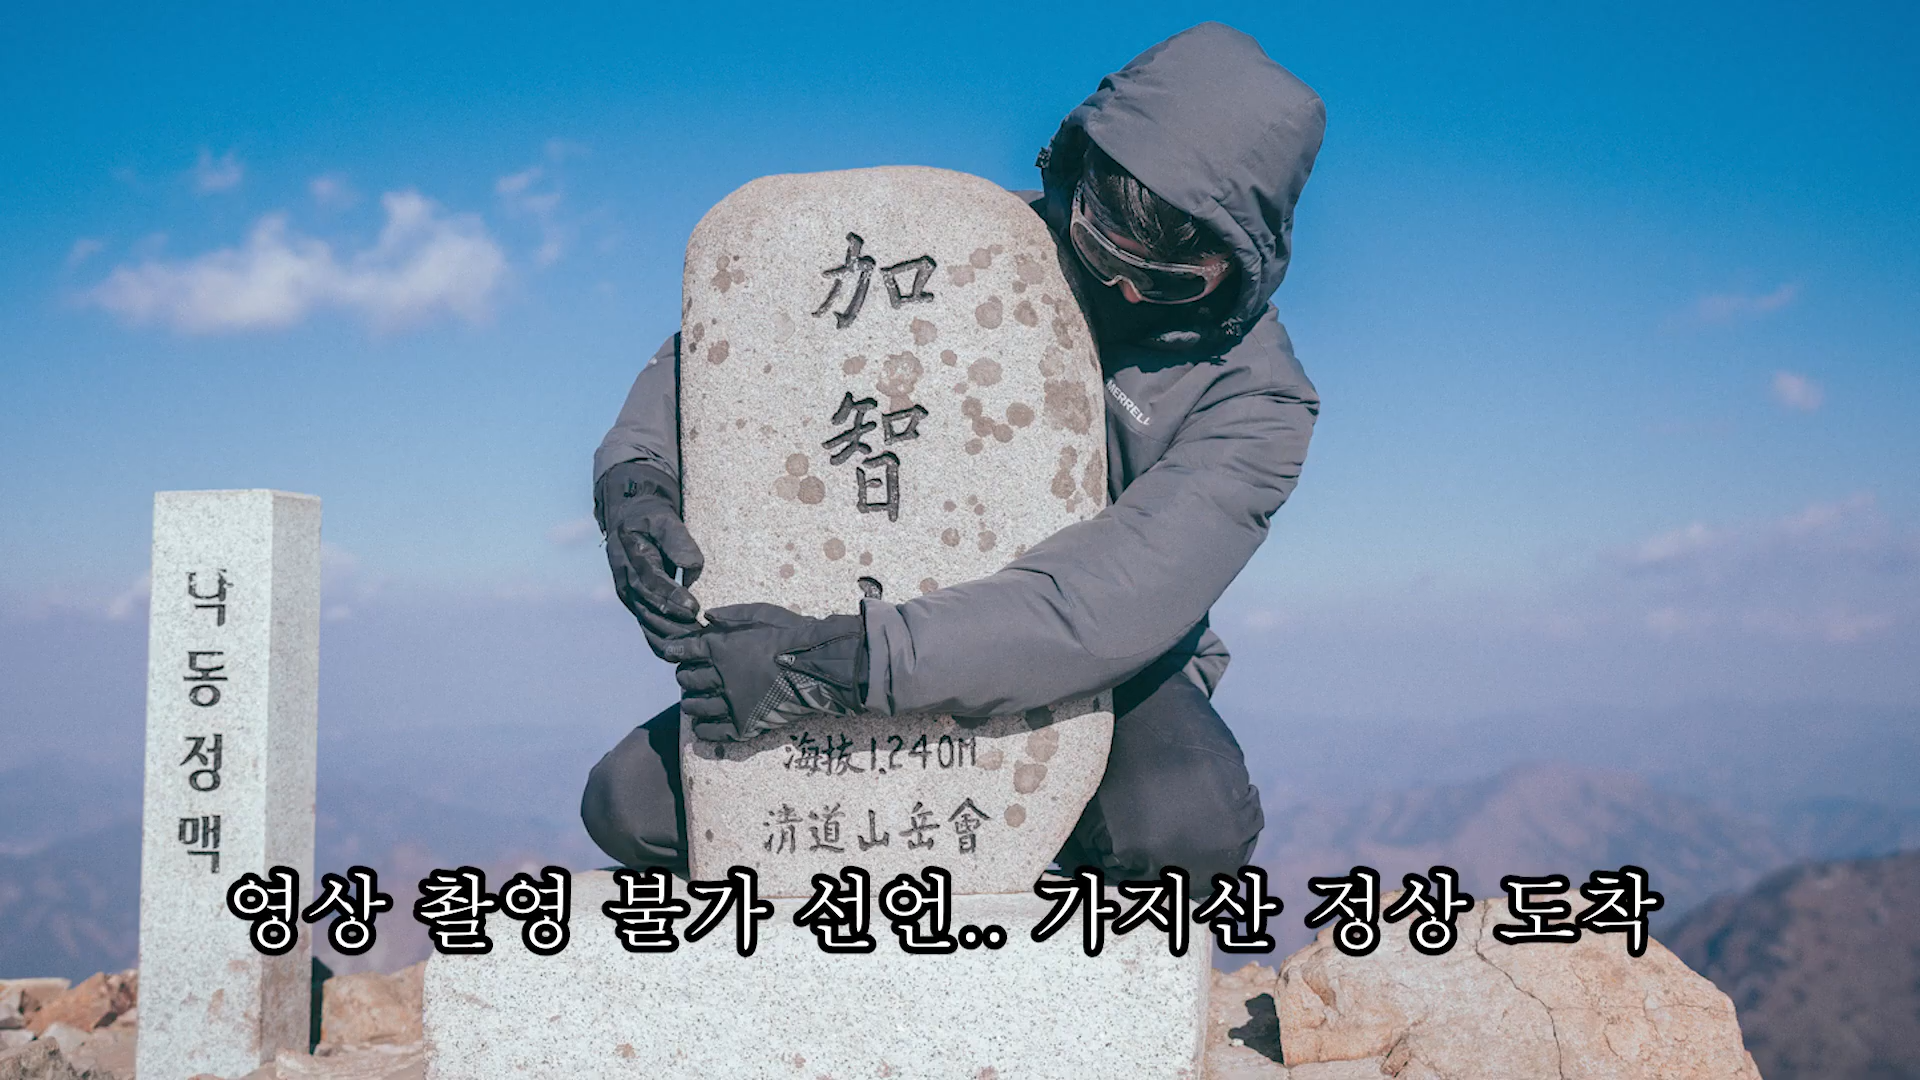 加智
海抜 1,240M
清道山岳會
낙동정맥
MERRELL
영상 촬영 불가 선언.. 가지산 정상 도착